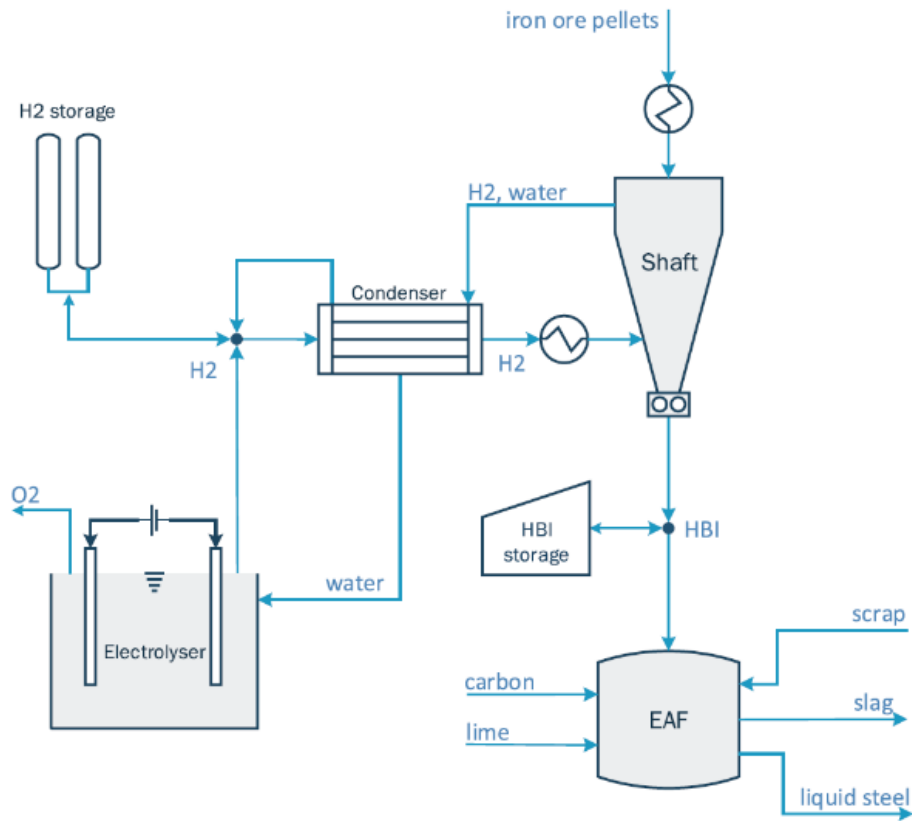 iron ore pellets
H2 storage
H2, water
Shaft
Condenser
H2
H2
O2
HBI
storage
HBI
water
Electrolyser
scrap
carbon
EAF
slag
lime
liquid steel